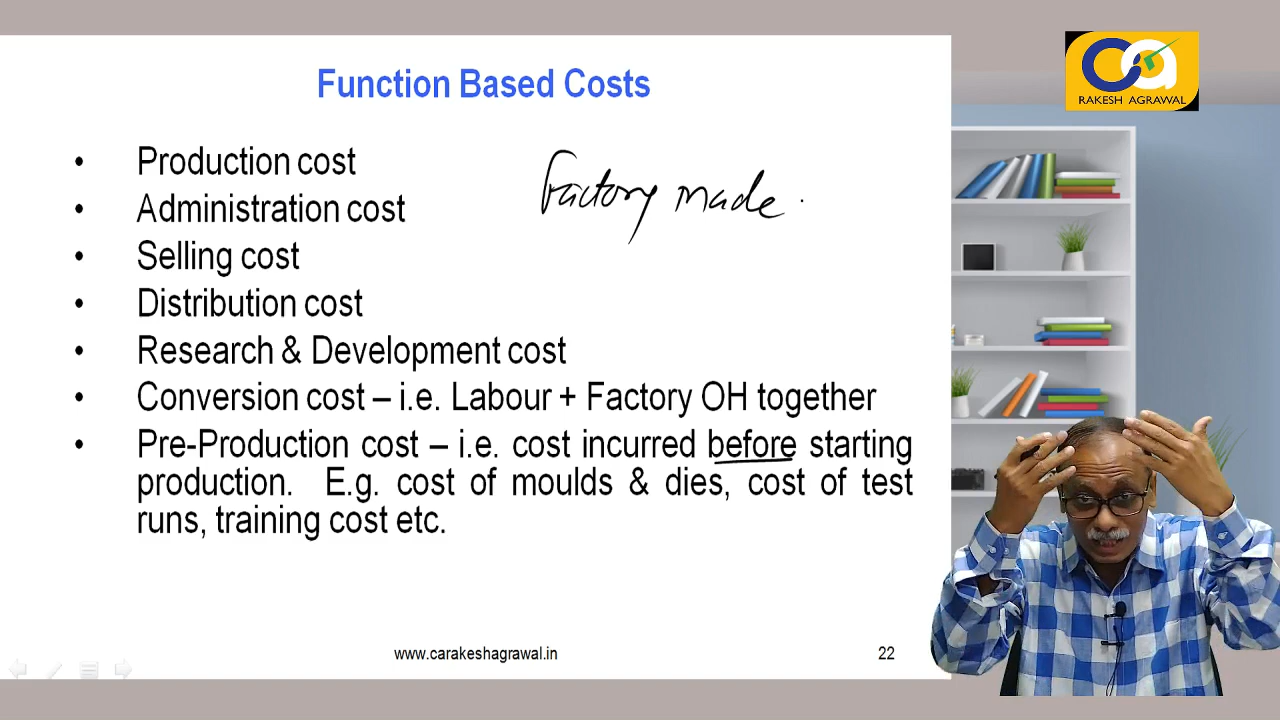 Function Based Costs
• Production cost
Factory made.
• Administration cost
• Selling cost
• Distribution cost
• Research & Development cost
• Conversion cost – i.e. Labour + Factory OH together
• Pre-Production cost – i.e. cost incurred before starting
production. E.g. cost of moulds & dies, cost of test
runs, training cost etc.
www.carakeshagrawal.in
22
ca
RAKESH AGRAWAL